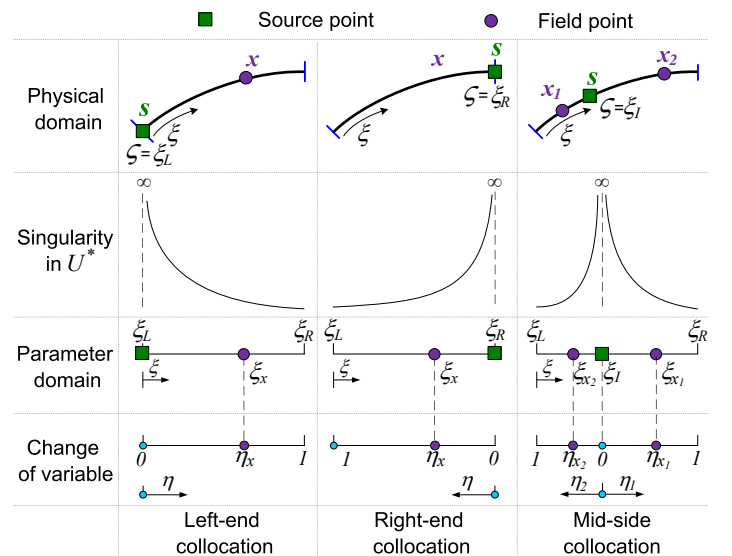 Source point
Field point
Physical
domain
s
x
ξ
ς=ξL
x
s
ς=ξR
ξ
x1
s
x2
ς=ξI
ξ
Singularity
in U*
∞
∞
∞
Parameter
domain
ξL
ξR
ξ
ξx
ξL
ξR
ξ
ξx
ξL
ξR
ξ
ξx2
ξI
ξx1
Change
of variable
0
ηx
1
η
1
ηx
0
η
1
ηx2
0
ηx1
1
η2
η1
Left-end
collocation
Right-end
collocation
Mid-side
collocation